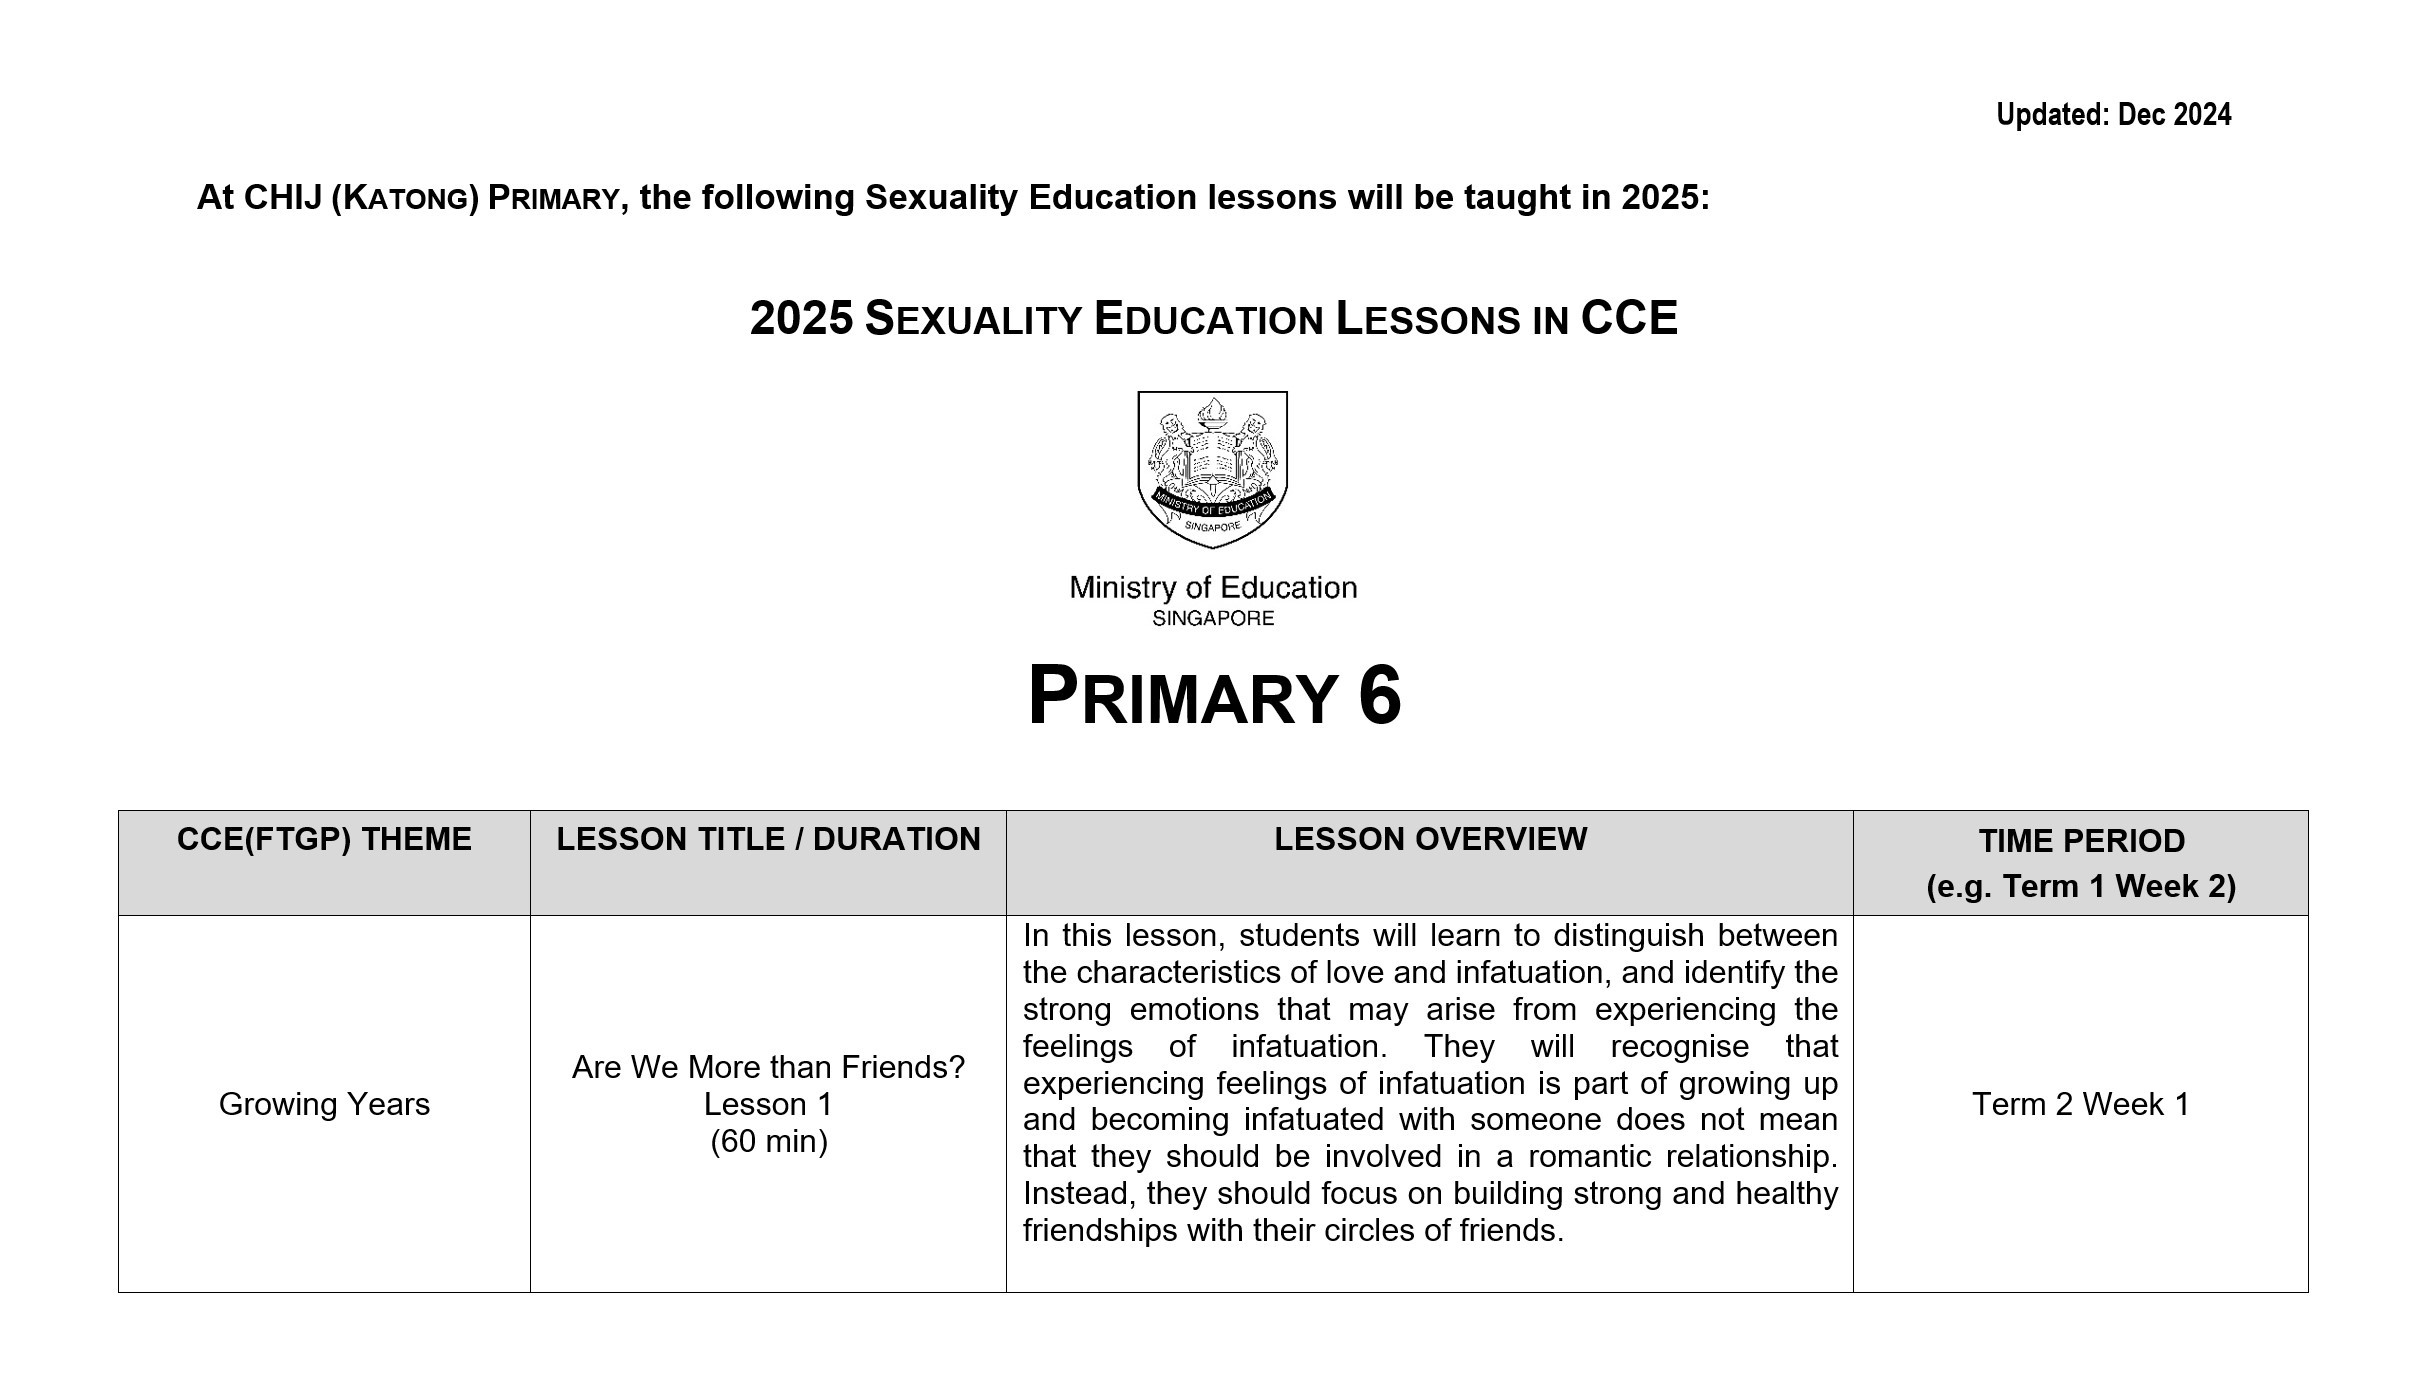 Updated: Dec 2024
At CHIJ (KATONG) PRIMARY, the following Sexuality Education lessons will be taught in 2025:
2025 SEXUALITY EDUCATION LESSONS IN CCE
MINISTRY OF EDUCATION
SINGAPORE
Ministry of Education
SINGAPORE
PRIMARY 6
CCE(FTGP) THEME
LESSON TITLE / DURATION
LESSON OVERVIEW
TIME PERIOD
(e.g. Term 1 Week 2)
Growing Years
Are We More than Friends?
Lesson 1
(60 min)
In this lesson, students will learn to distinguish between
the characteristics of love and infatuation, and identify the
strong emotions that may arise from experiencing the
feelings of infatuation. They will recognise that
experiencing feelings of infatuation is part of growing up
and becoming infatuated with someone does not mean
that they should be involved in a romantic relationship.
Instead, they should focus on building strong and healthy
friendships with their circles of friends.
Term 2 Week 1